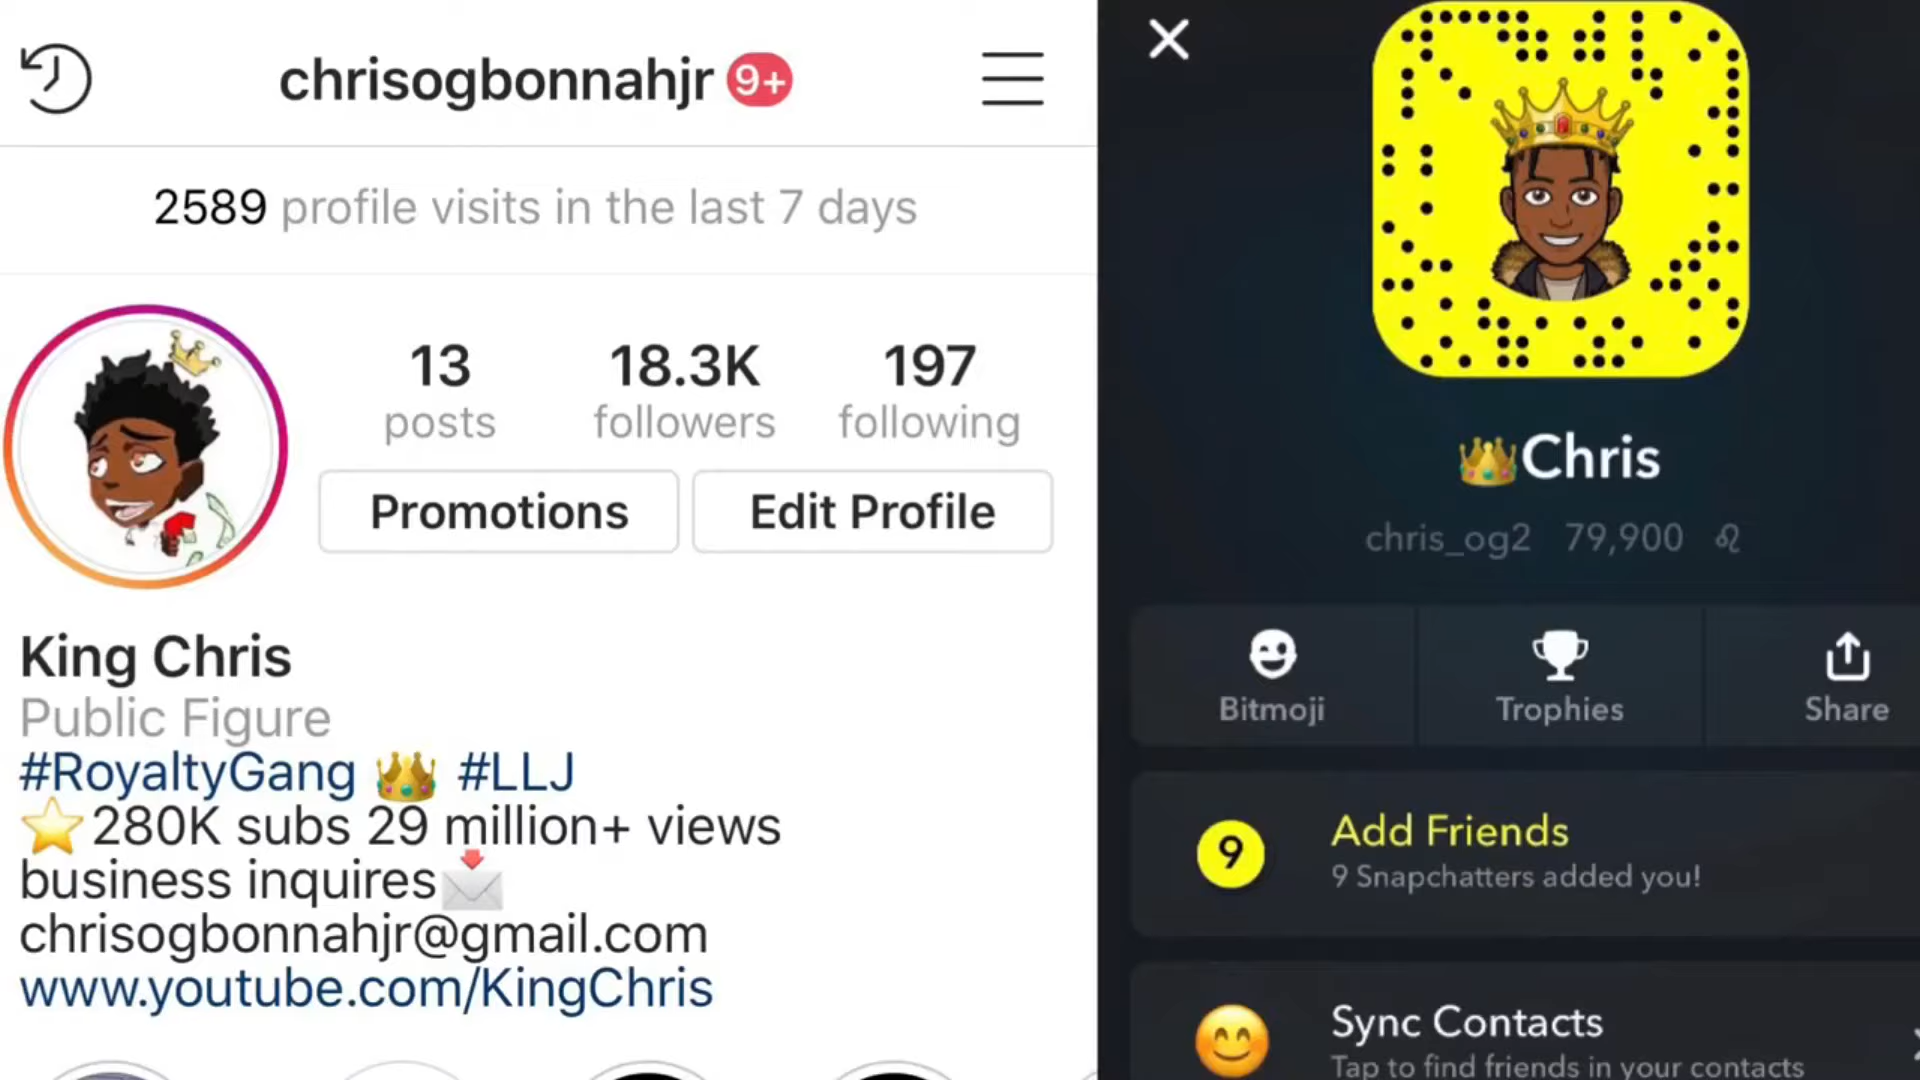 chrisogbonnahjr 9+
2589 profile visits in the last 7 days
13 18.3K 197
posts followers following
Promotions Edit Profile
King Chris
Public Figure
#RoyaltyGang 👑 #LLJ
⭐280K subs 29 million+ views
business inquires📩
chrisogbonnahjr@gmail.com
www.youtube.com/KingChris
👑Chris
chris_og2 79,900 ♌
Bitmoji Trophies Share
9
Add Friends
9 Snapchatters added you!
Sync Contacts
Tap to find friends in your contacts